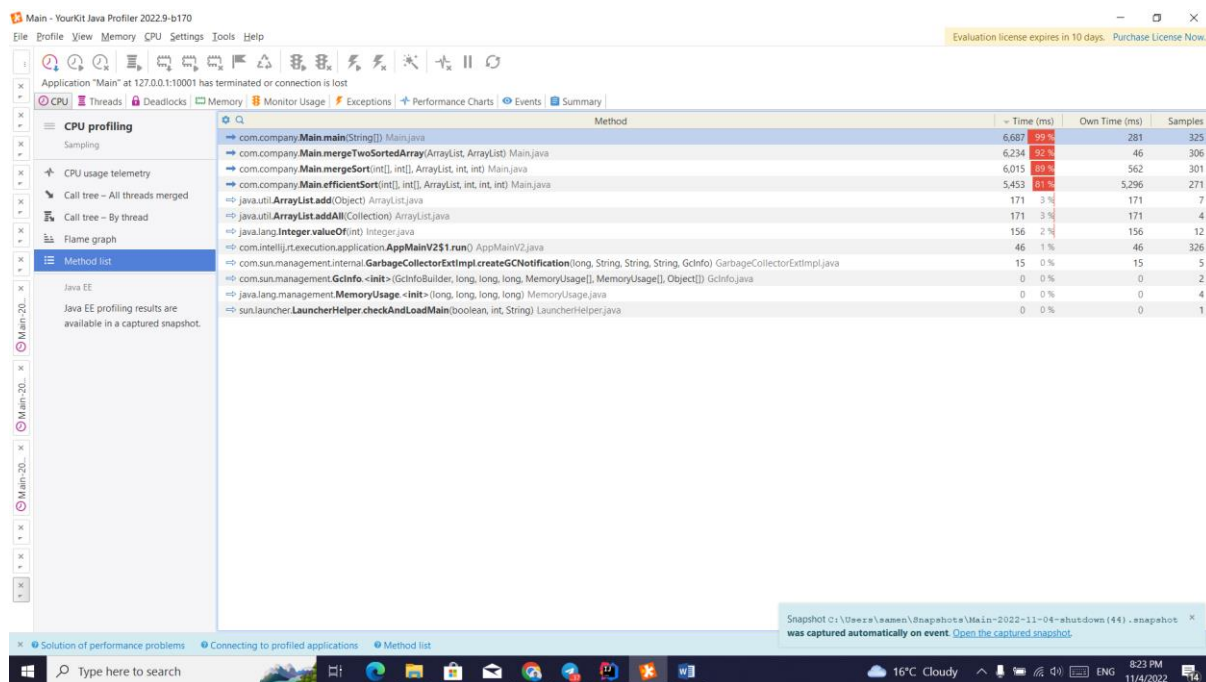 Main - YourKit Java Profiler 2022.9-b170
File Profile View Memory CPU Settings Tools Help
Evaluation license expires in 10 days. Purchase License Now.
Application "Main" at 127.0.0.1:10001 has terminated or connection is lost
CPU Threads Deadlocks Memory Monitor Usage Exceptions Performance Charts Events Summary
CPU profiling
Sampling
CPU usage telemetry
Call tree – All threads merged
Call tree – By thread
Flame graph
Method list
Java EE
Java EE profiling results are
available in a captured snapshot.
Method Time (ms) Own Time (ms) Samples
com.company.Main.main(String[]) Main.java 6,687 99 % 281 325
com.company.Main.mergeTwoSortedArray(ArrayList, ArrayList) Main.java 6,234 92 % 46 306
com.company.Main.mergeSort(int[], int[], ArrayList, int, int) Main.java 6,015 89 % 562 301
com.company.Main.efficientSort(int[], int[], ArrayList, int, int, int) Main.java 5,453 81 % 5,296 271
java.util.ArrayList.add(Object) ArrayList.java 171 3 % 171 7
java.util.ArrayList.addAll(Collection) ArrayList.java 171 3 % 171 4
java.lang.Integer.valueOf(int) Integer.java 156 2 % 156 12
com.intellij.rt.execution.application.AppMainV2$1.run() AppMainV2.java 46 1 % 46 326
com.sun.management.internal.GarbageCollectorExtImpl.createGCNotification(long, String, String, String, GcInfo) GarbageCollectorExtImpl.java 15 0 % 15 5
com.sun.management.GcInfo.<init>(GcInfoBuilder, long, long, long, MemoryUsage[], MemoryUsage[], Object[]) GcInfo.java 0 0 % 0 2
java.lang.management.MemoryUsage.<init>(long, long, long, long) MemoryUsage.java 0 0 % 0 4
sun.launcher.LauncherHelper.checkAndLoadMain(boolean, int, String) LauncherHelper.java 0 0 % 0 1
Main-20...
Main-20...
Main-20...
Snapshot C:\Users\samen\Snapshots\Main-2022-11-04-shutdown(44).snapshot
was captured automatically on event. Open the captured snapshot.
Solution of performance problems Connecting to profiled applications Method list
Type here to search
16°C Cloudy ENG 8:23 PM
11/4/2022
14